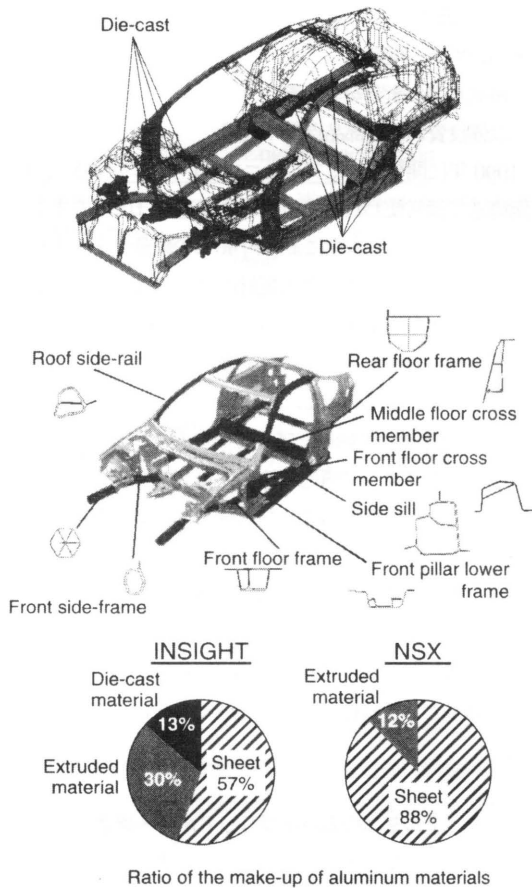 Die-cast
Die-cast
Roof side-rail
Rear floor frame
Middle floor cross
member
Front floor cross
member
Side sill
Front floor frame
Front pillar lower
frame
Front side-frame
INSIGHT
NSX
Die-cast
material
13%
Extruded
material
30%
Sheet
57%
Extruded
material
12%
Sheet
88%
Ratio of the make-up of aluminum materials